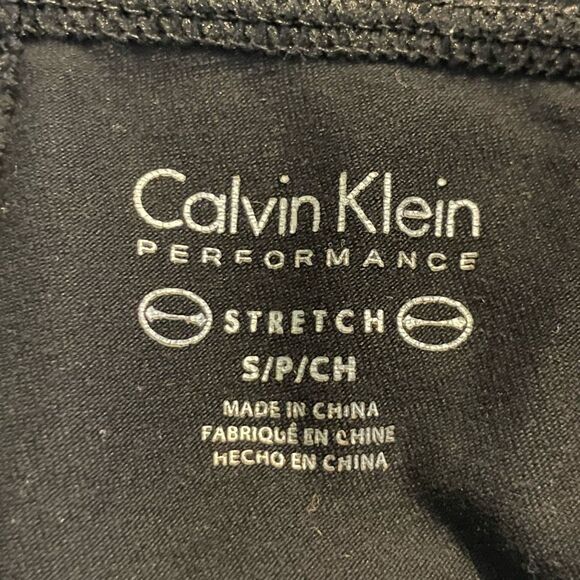 Calvin Klein
PERFORMANCE
STRETCH
S/P/CH
MADE IN CHINA
FABRIQUÉ EN CHINE
HECHO EN CHINA